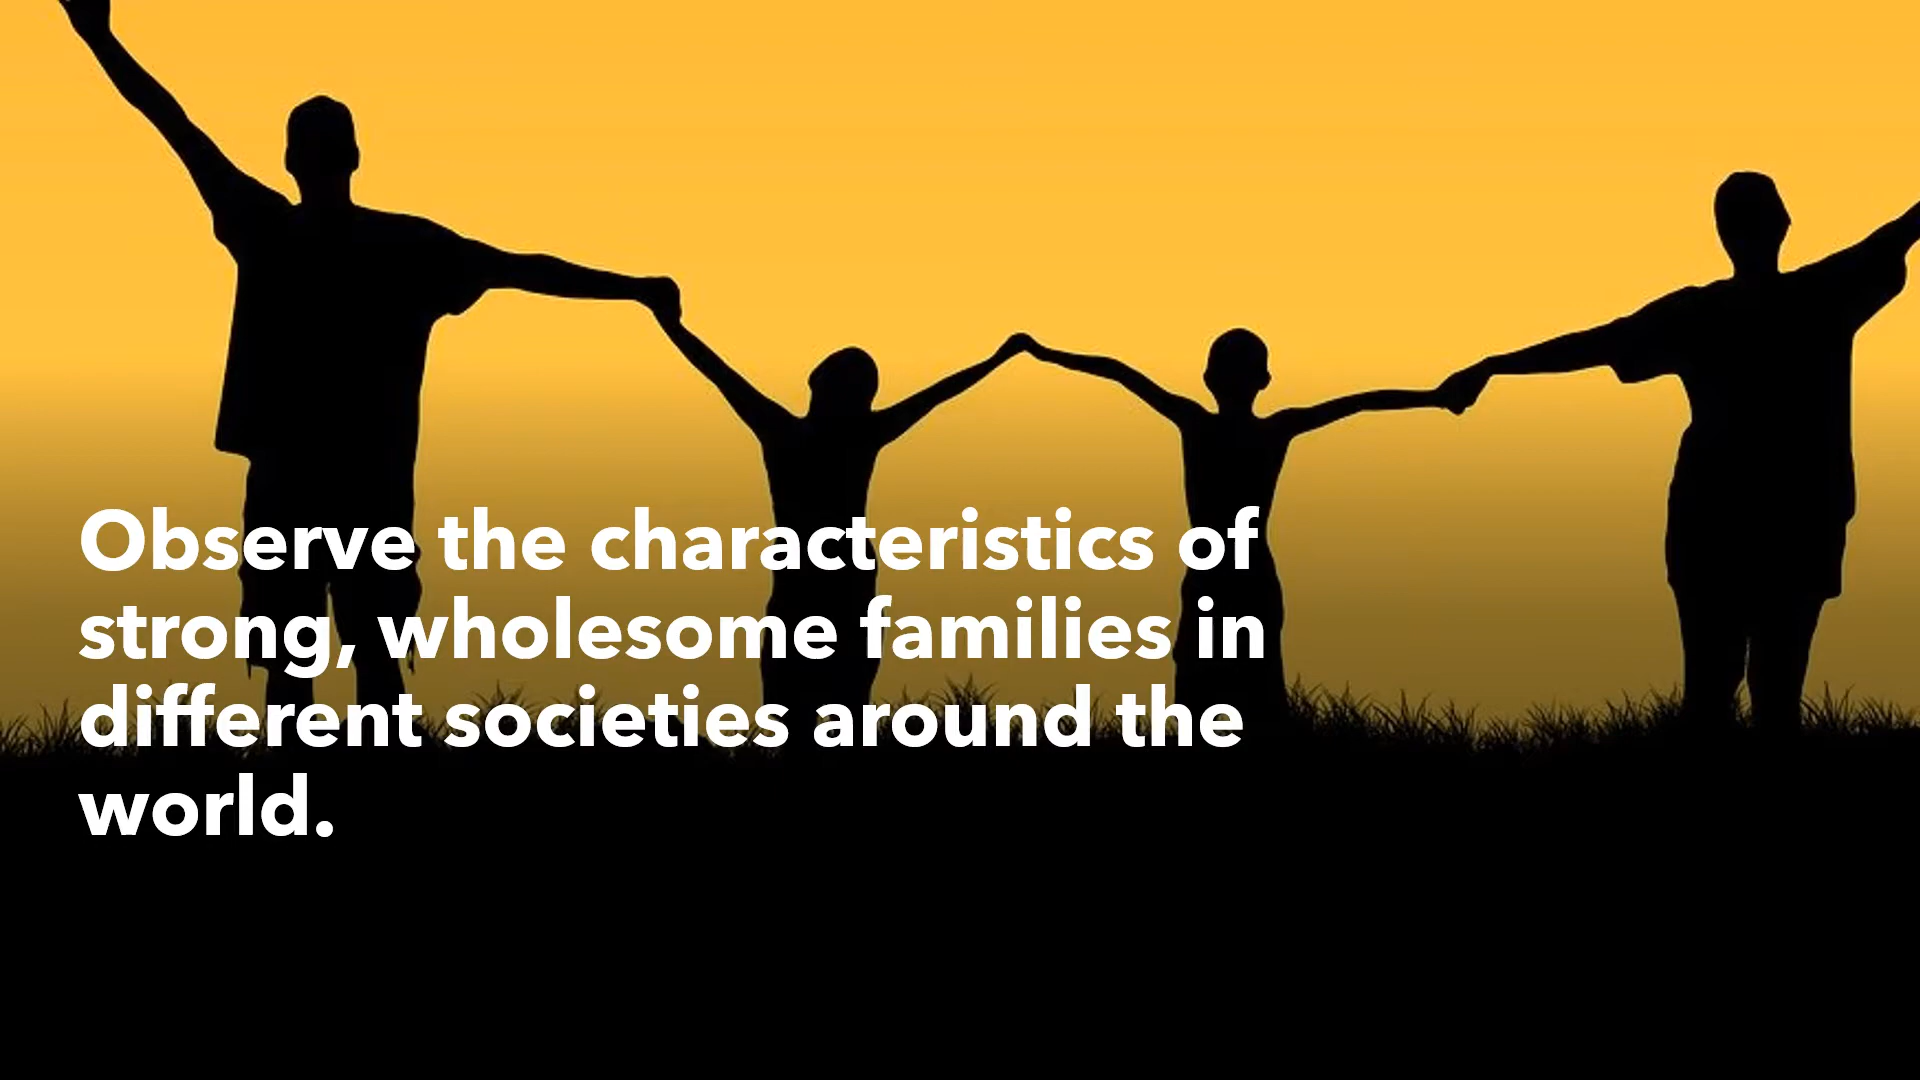 Observe the characteristics of
strong, wholesome families in
different societies around the
world.